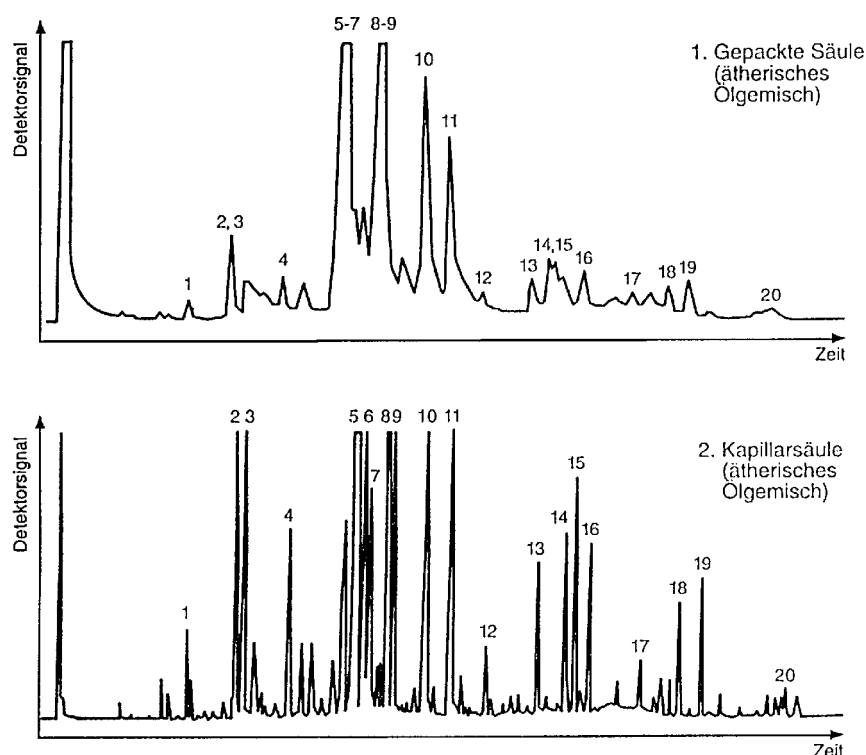 5-7 8-9
10
1. Gepackte Säule
(ätherisches
Ölgemisch)
11
2, 3
1
4
12
13
14,15
16
17
18
19
20
Detektorsignal
Zeit
2 3
5 6 8 9 10 11
2. Kapillarsäule
(ätherisches
Ölgemisch)
7
15
4
14
16
13
19
18
1
12
17
20
Detektorsignal
Zeit